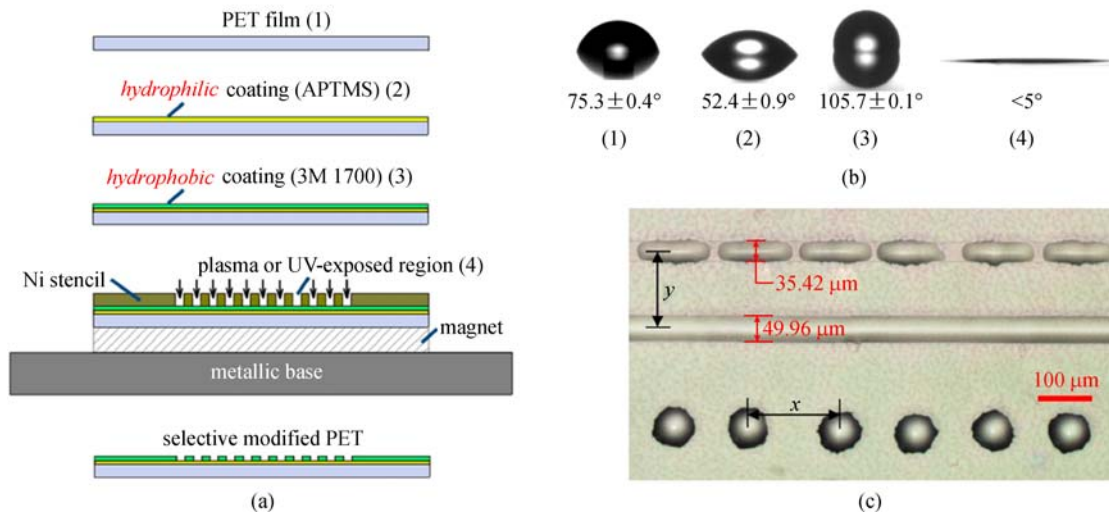 PET film (1)
hydrophilic coating (APTMS) (2)
hydrophobic coating (3M 1700) (3)
plasma or UV-exposed region (4)
Ni stencil
magnet
metallic base
selective modified PET
(a)
75.3±0.4° 52.4±0.9° 105.7±0.1° <5°
(1) (2) (3) (4)
(b)
35.42 μm
y
49.96 μm
100 μm
x
(c)